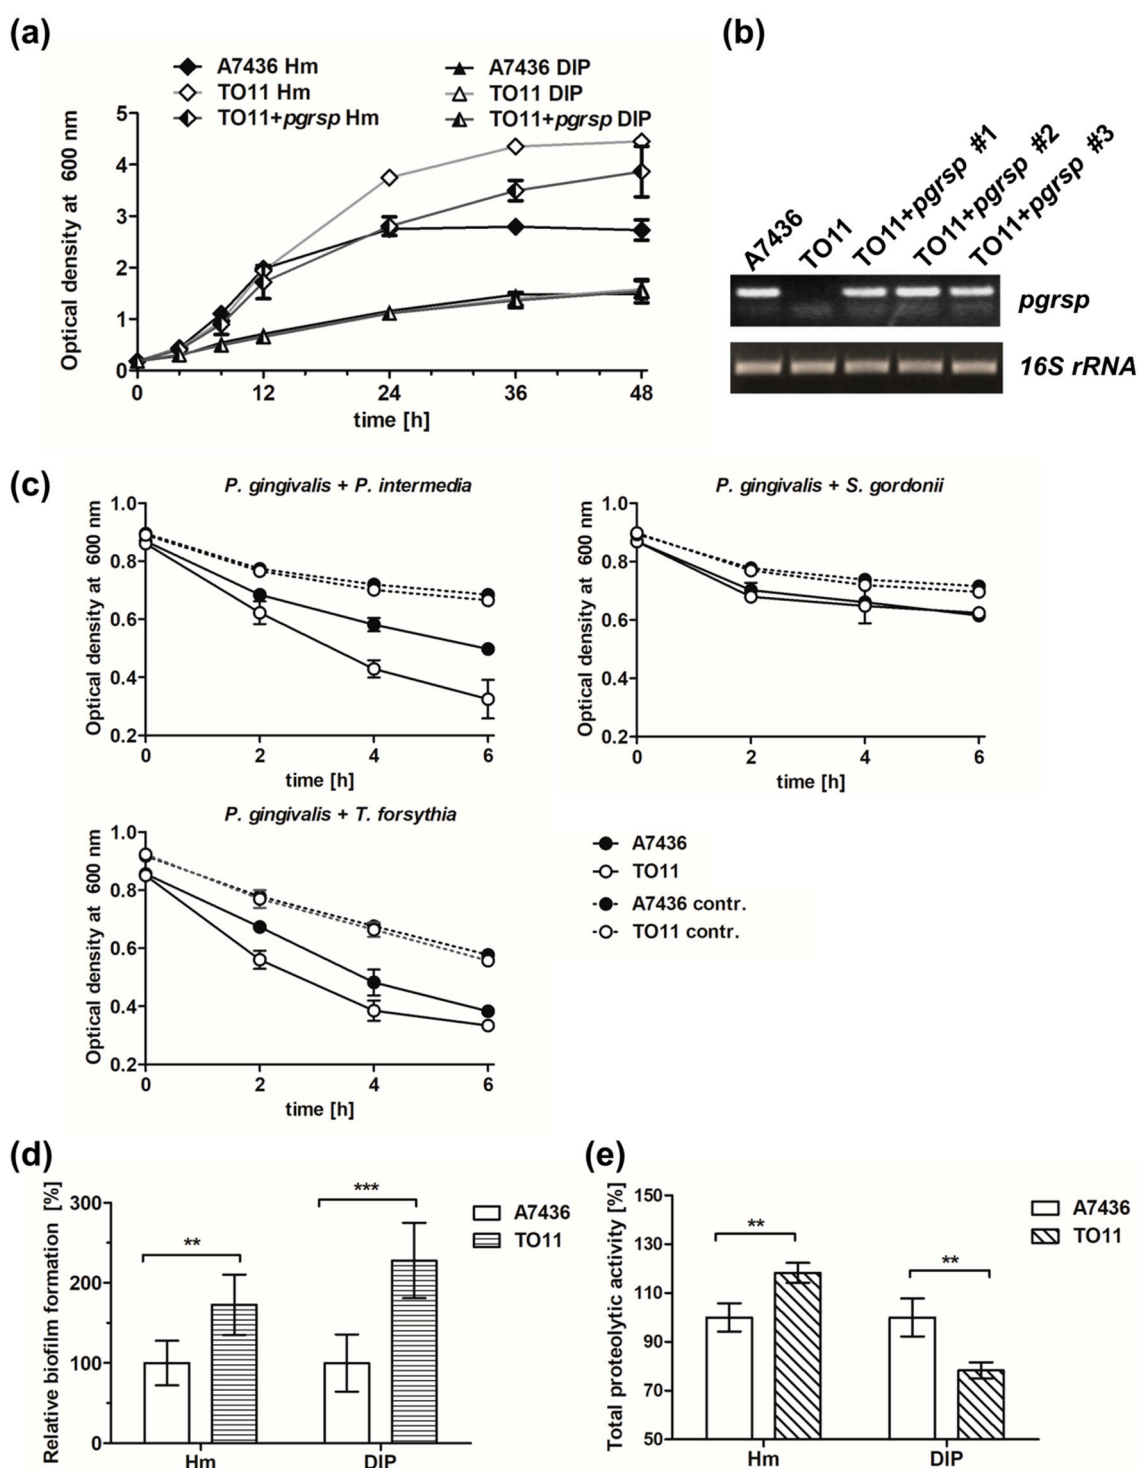 (a)
A7436 Hm
TO11 Hm
TO11+pgrsp Hm
A7436 DIP
TO11 DIP
TO11+pgrsp DIP
Optical density at 600 nm
5
4
3
2
1
0
0 12 24 36 48
time [h]
(b)
A7436
TO11
TO11+pgrsp #1
TO11+pgrsp #2
TO11+pgrsp #3
pgrsp
16S rRNA
(c)
P. gingivalis + P. intermedia
Optical density at 600 nm
1.0
0.8
0.6
0.4
0.2
0 2 4 6
time [h]
P. gingivalis + S. gordonii
Optical density at 600 nm
1.0
0.8
0.6
0.4
0.2
0 2 4 6
time [h]
P. gingivalis + T. forsythia
Optical density at 600 nm
1.0
0.8
0.6
0.4
0.2
0 2 4 6
time [h]
A7436
TO11
A7436 contr.
TO11 contr.
(d)
Relative biofilm formation [%]
300
200
100
0
**
***
Hm DIP
A7436
TO11
(e)
Total proteolytic activity [%]
150
130
110
90
70
50
**
**
Hm DIP
A7436
TO11